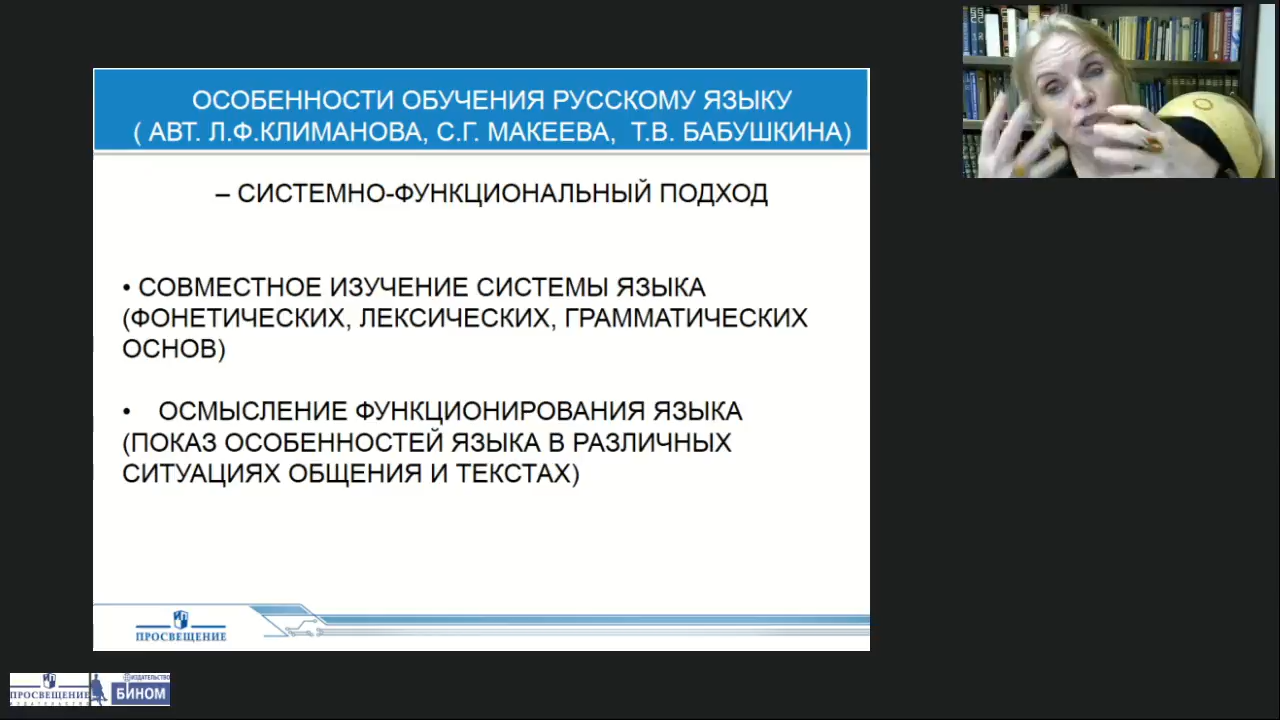 ОСОБЕННОСТИ ОБУЧЕНИЯ РУССКОМУ ЯЗЫКУ
( АВТ. Л.Ф.КЛИМАНОВА, С.Г. МАКЕЕВА, Т.В. БАБУШКИНА)
– СИСТЕМНО-ФУНКЦИОНАЛЬНЫЙ ПОДХОД
• СОВМЕСТНОЕ ИЗУЧЕНИЕ СИСТЕМЫ ЯЗЫКА
(ФОНЕТИЧЕСКИХ, ЛЕКСИЧЕСКИХ, ГРАММАТИЧЕСКИХ
ОСНОВ)
• ОСМЫСЛЕНИЕ ФУНКЦИОНИРОВАНИЯ ЯЗЫКА
(ПОКАЗ ОСОБЕННОСТЕЙ ЯЗЫКА В РАЗЛИЧНЫХ
СИТУАЦИЯХ ОБЩЕНИЯ И ТЕКСТАХ)
ПРОСВЕЩЕНИЕ
ПРОСВЕЩЕНИЕ
ИЗДАТЕЛЬСТВО
ИЗДАТЕЛЬСТВО
БИНОМ